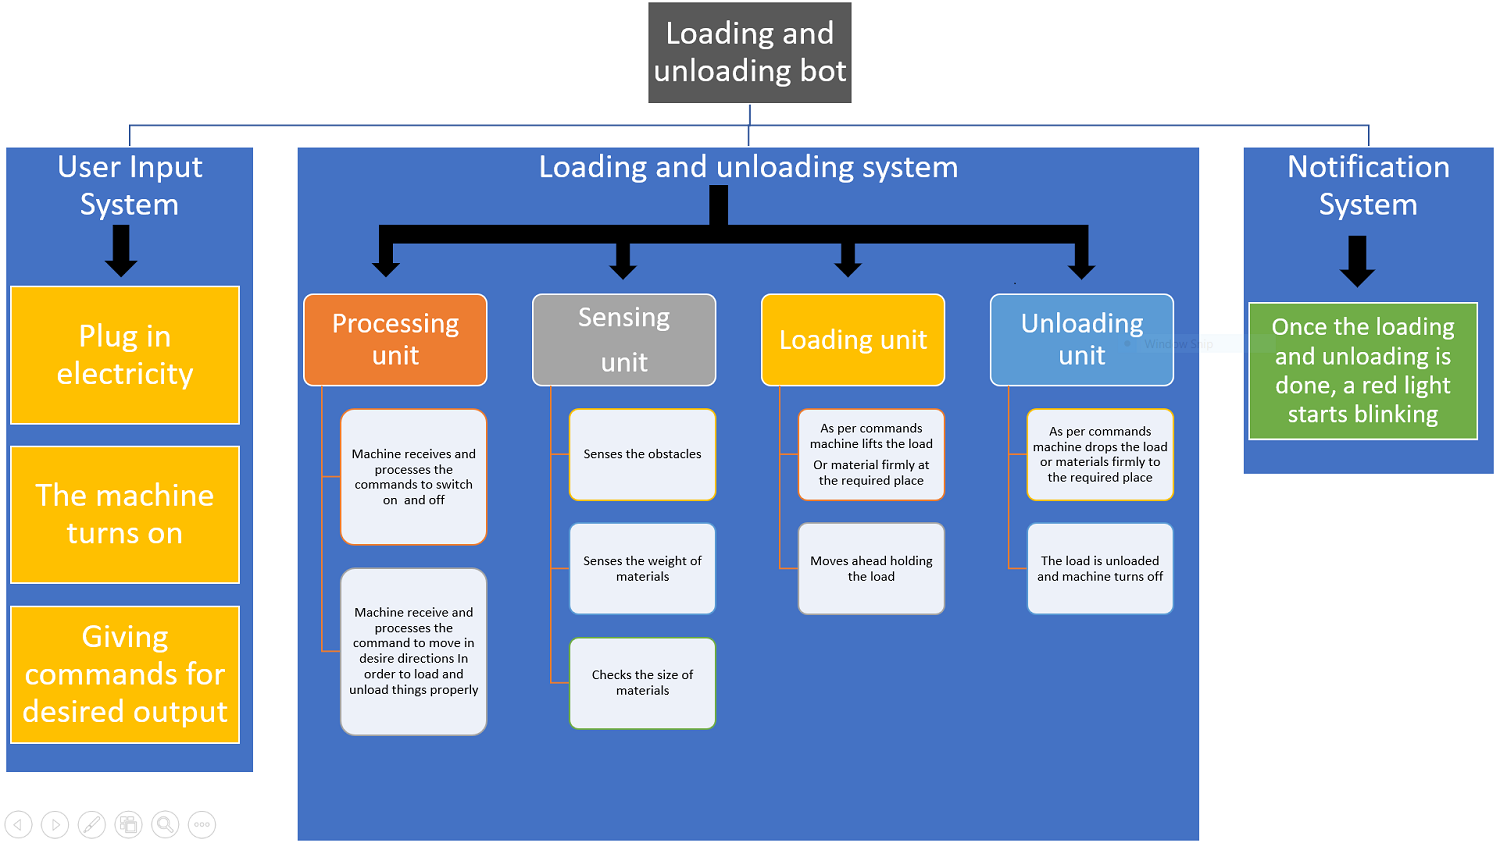 Loading and
unloading bot
User Input
System
Plug in
electricity
The machine
turns on
Giving
commands for
desired output
Loading and unloading system
Processing
unit
Machine receives and
processes the
commands to switch
on and off
Machine receive and
processes the
command to move in
desire directions In
order to load and
unload things properly
Sensing
unit
Senses the obstacles
Senses the weight of
materials
Checks the size of
materials
Loading unit
As per commands
machine lifts the load
Or material firmly at
the required place
Moves ahead holding
the load
Unloading
unit
Window Snip
As per commands
machine drops the load
or materials firmly to
the required place
The load is unloaded
and machine turns off
Notification
System
Once the loading
and unloading is
done, a red light
starts blinking